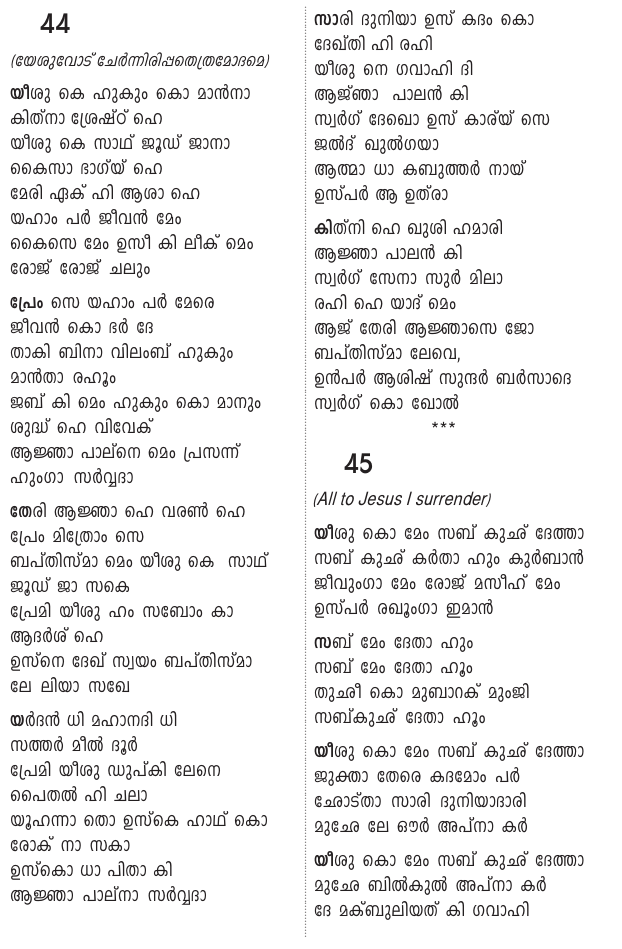 44
(യേശുവോട് ചേർന്നിരിപ്പതെത്രമോദമെ)
യീശു കെ ഹുകും കൊ മാൻനാ
കിത്‌നാ ശ്രേഷ്ഠ് ഹെ
യീശു കെ സാഥ് ജൂഡ് ജാനാ
കൈസാ ഭാഗ്യ് ഹെ
മേരി ഏക് ഹി ആശാ ഹെ
യഹാം പർ ജീവൻ മേം
കൈസെ മേം ഉസീ കി ലീക് മെം
രോജ് രോജ് ചലും
പ്രേം സെ യഹാം പർ മേരെ
ജീവൻ കൊ ഭർ ദേ
താകി ബിനാ വിലംബ് ഹുകും
മാൻതാ രഹൂം
ജബ് കി മെം ഹുകും കൊ മാനും
ശുദ്ധ് ഹെ വിവേക്
ആജ്ഞാ പാല്‌നെ മെം പ്രസന്ന്
ഹുംഗാ സർവ്വദാ
തേരി ആജ്ഞാ ഹെ വരൺ ഹെ
പ്രേം മിത്രോം സെ
ബപ്തിസ്മാ മെം യീശു കെ സാഥ്
ജൂഡ് ജാ സകെ
പ്രേമി യീശു ഹം സബോം കാ
ആദർശ് ഹെ
ഉസ്‌നെ ദേഖ് സ്വയം ബപ്തിസ്മാ
ലേ ലിയാ സഖേ
യർദൻ ധി മഹാനദി ധി
സത്തർ മീൽ ദൂർ
പ്രേമി യീശു ഡുപ്കി ലേനെ
പൈതൽ ഹി ചലാ
യൂഹന്നാ തൊ ഉസ്കെ ഹാഥ് കൊ
രോക് നാ സകാ
ഉസ്കൊ ധാ പിതാ കി
ആജ്ഞാ പാല്‌നാ സർവ്വദാ
സാരി ദുനിയാ ഉസ് കദം കൊ
ദേഖ്തി ഹി രഹി
യീശു നെ ഗവാഹി ദി
ആജ്ഞാ പാലൻ കി
സ്വർഗ് ദേഖൊ ഉസ് കാര്യ് സെ
ജൽദ് ഖുൽഗയാ
ആത്മാ ധാ കബുത്തർ നായ്
ഉസ്പർ ആ ഉത്‌രാ
കിത്‌നി ഹെ ഖുശി ഹമാരി
ആജ്ഞാ പാലൻ കി
സ്വർഗ് സേനാ സുർ മിലാ
രഹി ഹെ യാദ് മെം
ആജ് തേരി ആജ്ഞാസെ ജോ
ബപ്തിസ്മാ ലേവെ,
ഉൻപർ ആശിഷ് സുന്ദർ ബർസാദെ
സ്വർഗ് കൊ ഖോൽ
***
45
(All to Jesus I surrender)
യീശു കൊ മേം സബ് കുഛ് ദേത്താ
സബ് കുഛ് കർതാ ഹും കുർബാൻ
ജീവുംഗാ മേം രോജ് മസീഹ് മേം
ഉസ്പർ രഖൂംഗാ ഇമാൻ
സബ് മേം ദേതാ ഹും
സബ് മേം ദേതാ ഹൂം
തുഛീ കൊ മുബാറക് മുംജി
സബ്കുഛ് ദേതാ ഹൂം
യീശു കൊ മേം സബ് കുഛ് ദേത്താ
ജുക്താ തേരെ കദമോം പർ
ഛോട്താ സാരി ദുനിയാദാരി
മുഛേ ലേ ഔർ അപ്നാ കർ
യീശു കൊ മേം സബ് കുഛ് ദേത്താ
മുഛേ ബിൽകുൽ അപ്നാ കർ
ദേ മക്ബുലിയത് കി ഗവാഹി